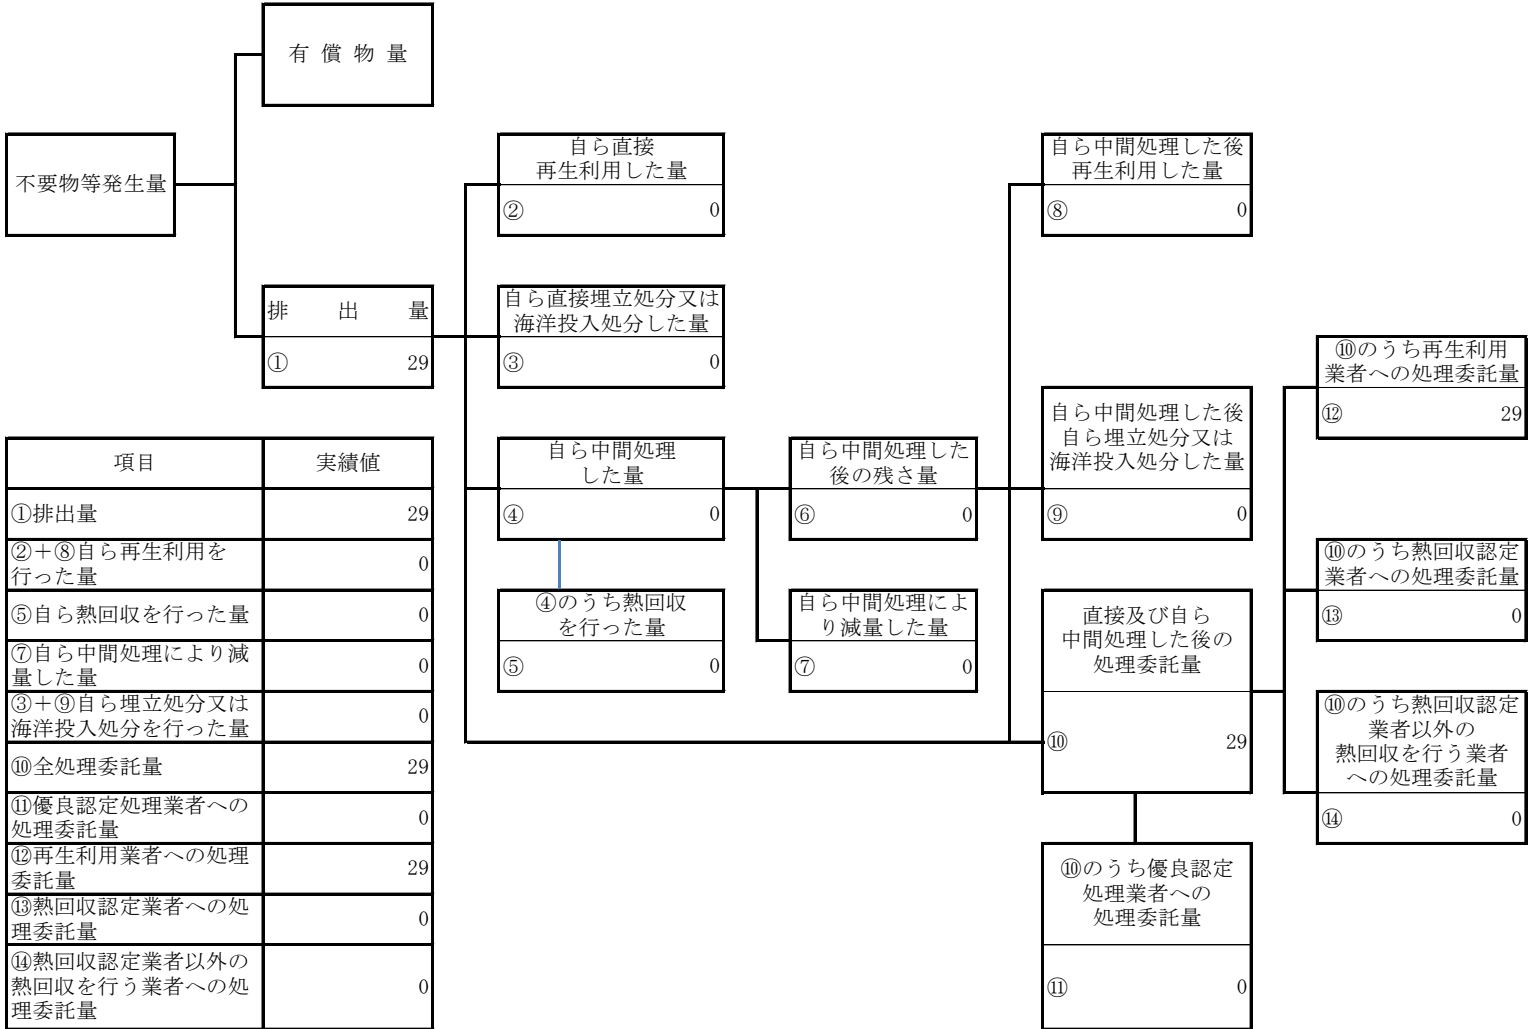 有 償 物 量
不要物等発生量
排 出 量
① 29
自ら直接
再生利用した量
② 0
自ら直接埋立処分又は
海洋投入処分した量
③ 0
自ら中間処理
した量
④ 0
④のうち熱回収
を行った量
⑤ 0
自ら中間処理した
後の残さ量
⑥ 0
自ら中間処理によ
り減量した量
⑦ 0
自ら中間処理した後
再生利用した量
⑧ 0
自ら中間処理した後
自ら埋立処分又は
海洋投入処分した量
⑨ 0
直接及び自ら
中間処理した後の
処理委託量
⑩ 29
⑩のうち優良認定
処理業者への
処理委託量
⑪ 0
⑩のうち再生利用
業者への処理委託量
⑫ 29
⑩のうち熱回収認定
業者への処理委託量
⑬ 0
⑩のうち熱回収認定
業者以外の
熱回収を行う業者
への処理委託量
⑭ 0
項目 実績値
①排出量 29
②+⑧自ら再生利用を
行った量 0
⑤自ら熱回収を行った量 0
⑦自ら中間処理により減
量した量 0
③+⑨自ら埋立処分又は
海洋投入処分を行った量 0
⑩全処理委託量 29
⑪優良認定処理業者への
処理委託量 0
⑫再生利用業者への処理
委託量 29
⑬熱回収認定業者への処
理委託量 0
⑭熱回収認定業者以外の
熱回収を行う業者への処
理委託量 0